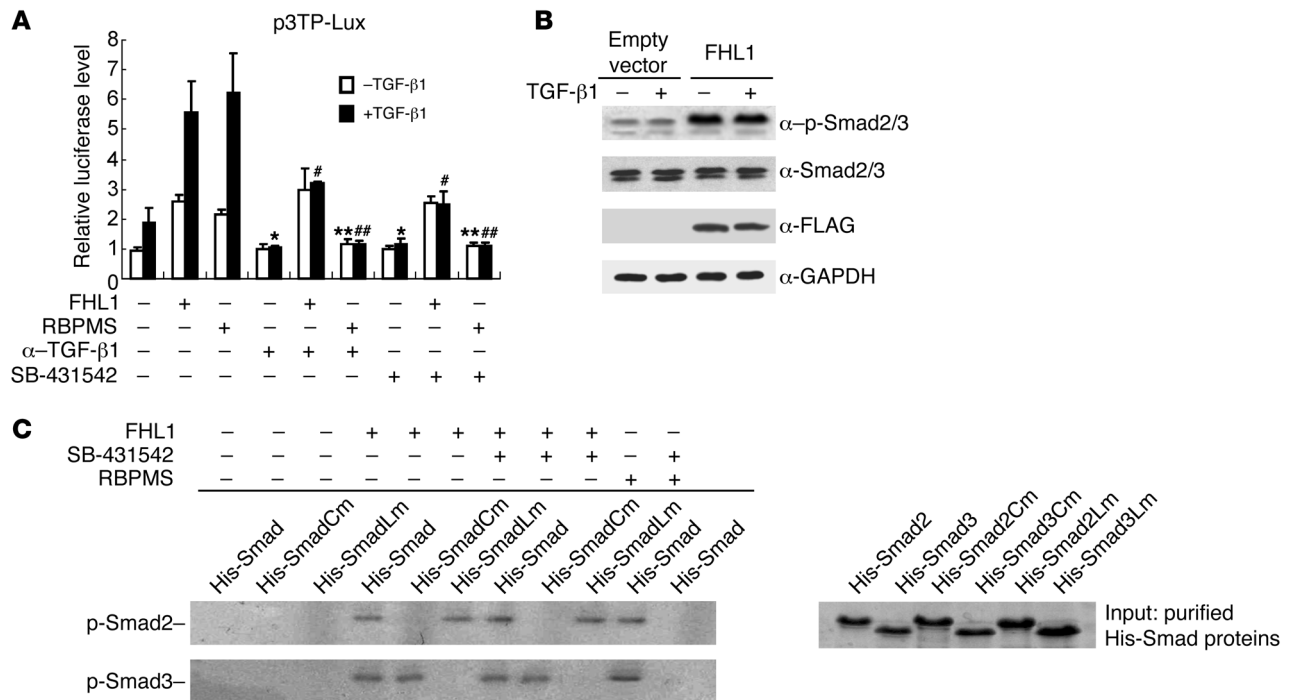 A
p3TP-Lux
Relative luciferase level
8
7
6
5
4
3
2
1
0
–TGF-β1
+TGF-β1
* # **## * # **##
FHL1 – + – – + – – + –
RBPMS – – + – – + – – +
α–TGF-β1 – – – + + + – – –
SB-431542 – – – – – – + + +
B
Empty vector FHL1
TGF-β1 – + – +
α–p-Smad2/3
α-Smad2/3
α-FLAG
α-GAPDH
C
FHL1 – – – + + + + + + – –
SB-431542 – – – – – – + + + – +
RBPMS – – – – – – – – – + +
His-Smad His-SmadCm His-SmadLm His-Smad His-SmadCm His-SmadLm His-Smad His-SmadCm His-SmadLm His-Smad His-Smad
p-Smad2–
p-Smad3–
His-Smad2 His-Smad3 His-Smad2Cm His-Smad3Cm His-Smad2Lm His-Smad3Lm
Input: purified
His-Smad proteins